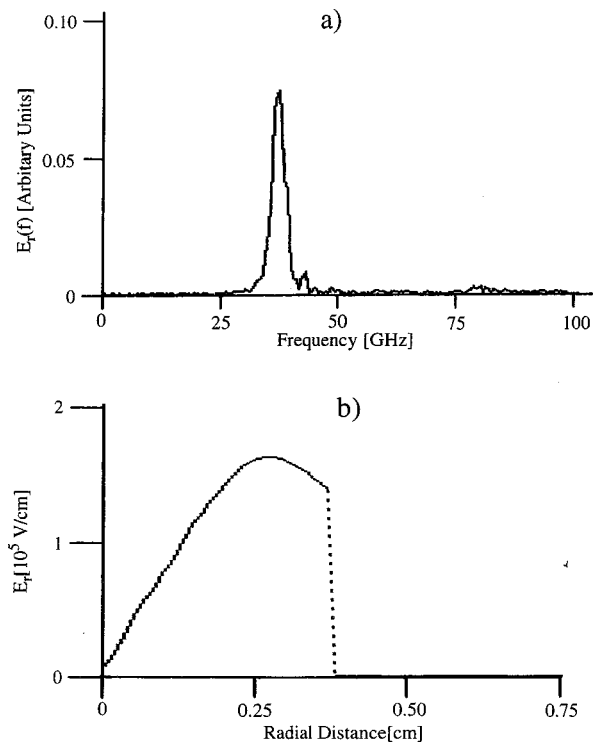 a)
0.10
0.05
0
E_r(f) [Arbitary Units]
0 25 50 75 100
Frequency [GHz]
b)
2
1
0
E_r[10^5 V/cm]
0 0.25 0.50 0.75
Radial Distance[cm]